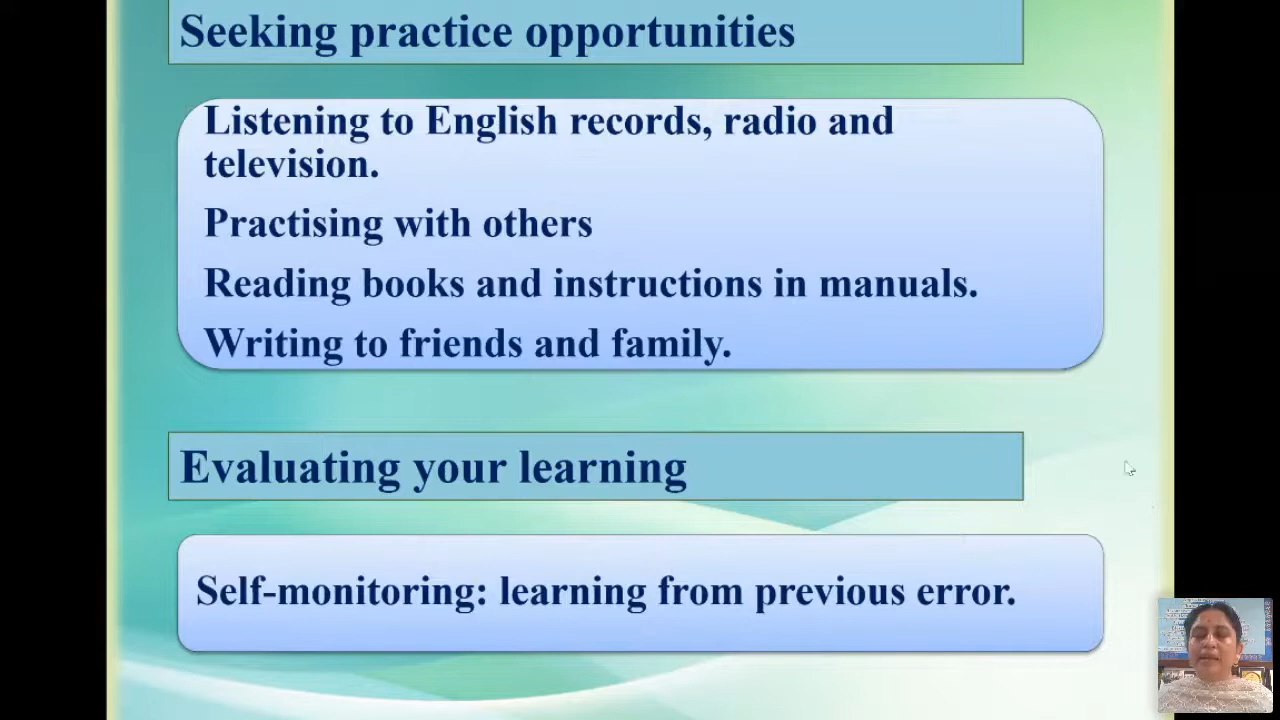 Seeking practice opportunities
Listening to English records, radio and
television.
Practising with others
Reading books and instructions in manuals.
Writing to friends and family.
Evaluating your learning
Self-monitoring: learning from previous error.